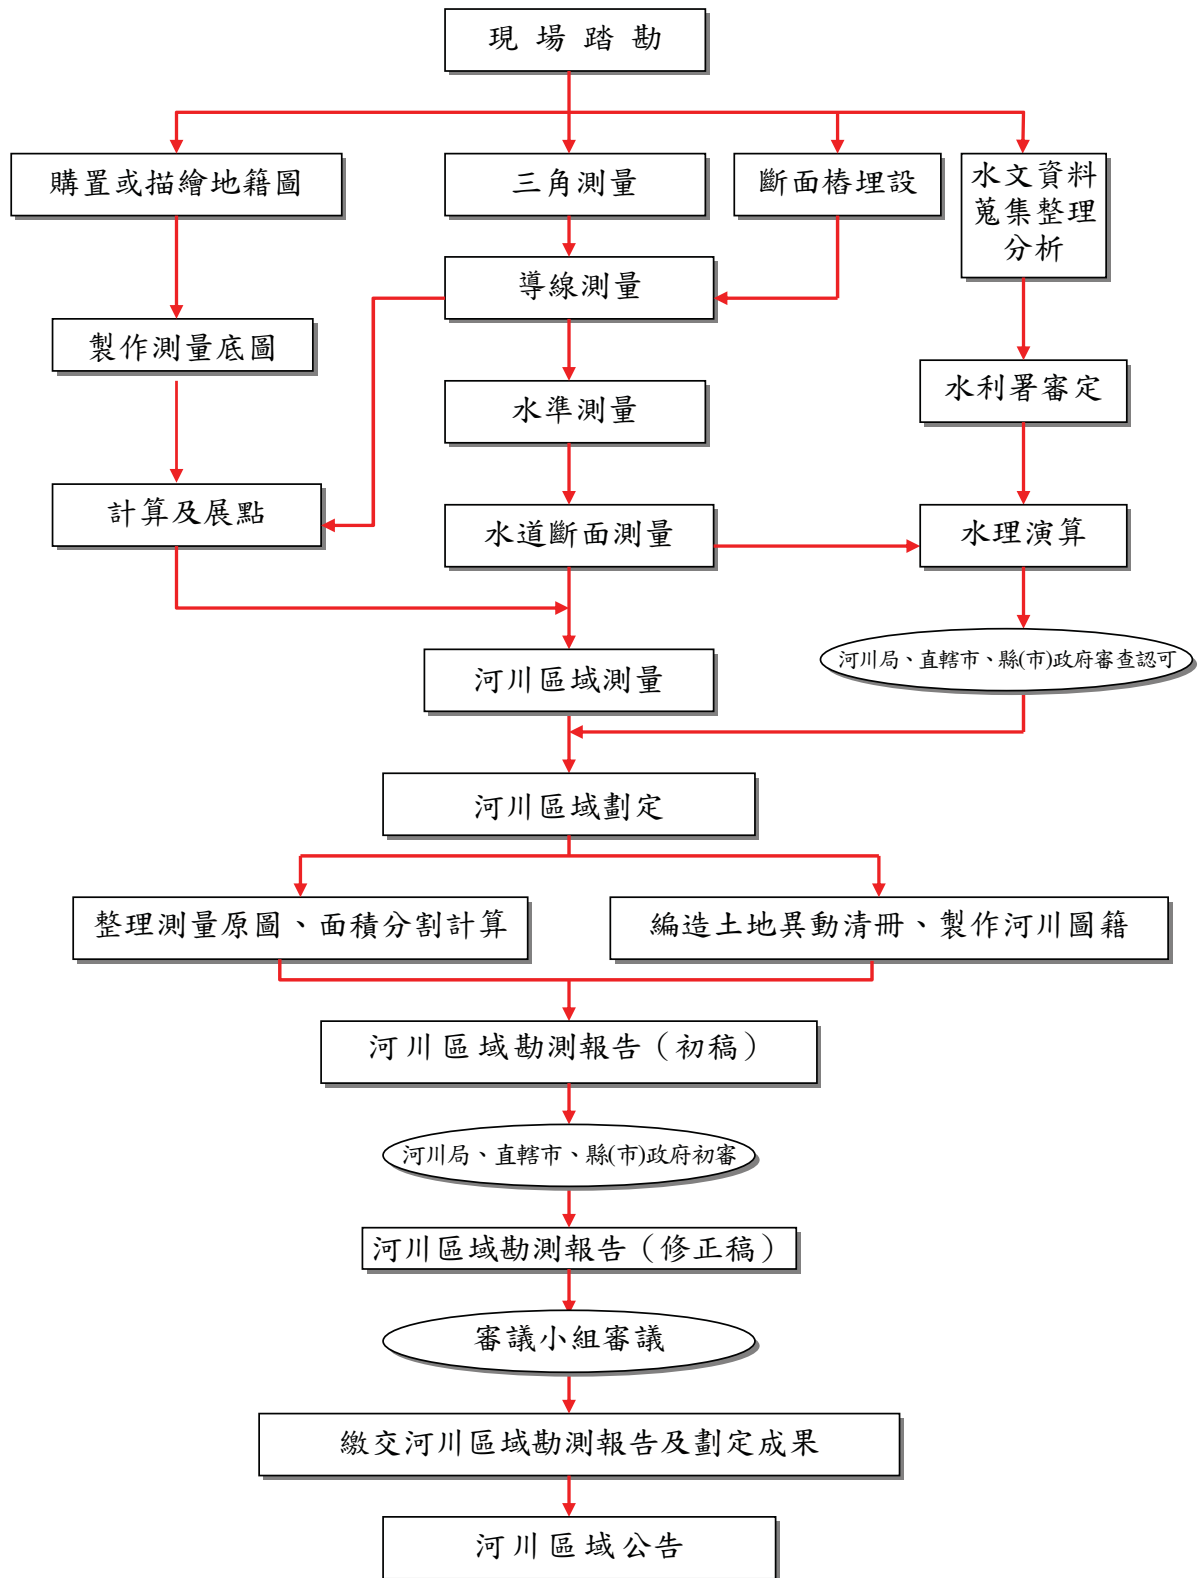 現場踏勘
購置或描繪地籍圖
三角測量
斷面樁埋設
水文資料
蒐集整理
分析
導線測量
製作測量底圖
水準測量
水利署審定
計算及展點
水道斷面測量
水理演算
河川局、直轄市、縣(市)政府審查認可
河川區域測量
河川區域劃定
整理測量原圖、面積分割計算
編造土地異動清冊、製作河川圖籍
河川區域勘測報告（初稿）
河川局、直轄市、縣(市)政府初審
河川區域勘測報告（修正稿）
審議小組審議
繳交河川區域勘測報告及劃定成果
河川區域公告